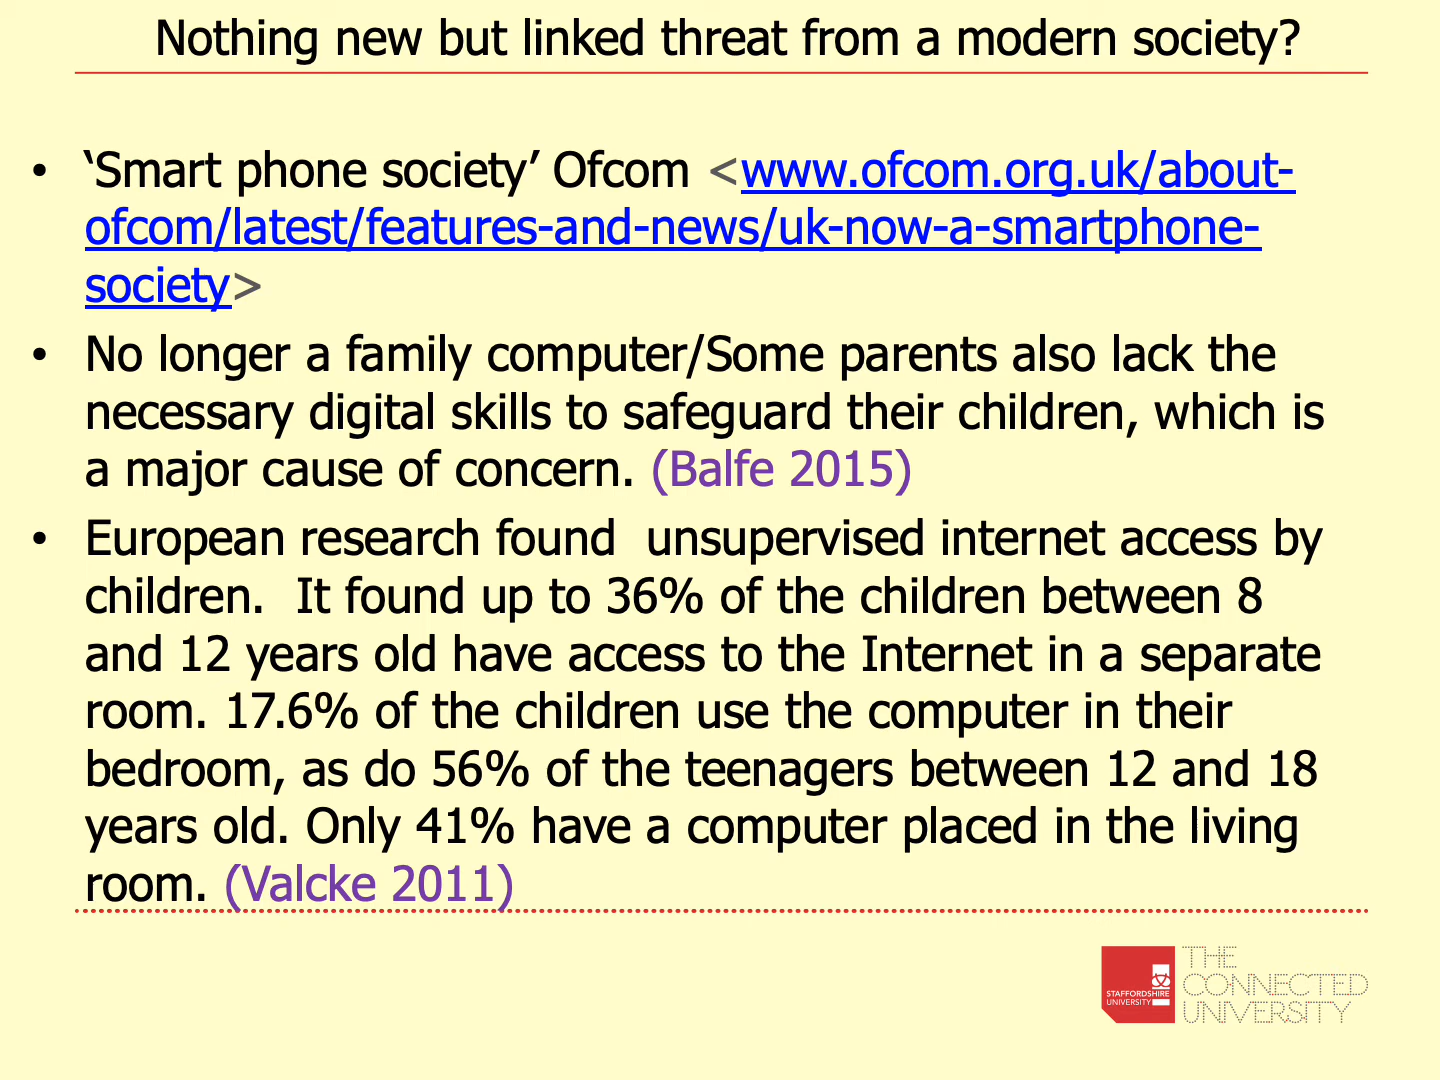 Nothing new but linked threat from a modern society?
• ‘Smart phone society’ Ofcom <www.ofcom.org.uk/about-
ofcom/latest/features-and-news/uk-now-a-smartphone-
society>
• No longer a family computer/Some parents also lack the
necessary digital skills to safeguard their children, which is
a major cause of concern. (Balfe 2015)
• European research found  unsupervised internet access by
children.  It found up to 36% of the children between 8
and 12 years old have access to the Internet in a separate
room. 17.6% of the children use the computer in their
bedroom, as do 56% of the teenagers between 12 and 18
years old. Only 41% have a computer placed in the living
room. (Valcke 2011)
STAFFORDSHIRE
UNIVERSITY
THE
CONNECTED
UNIVERSITY